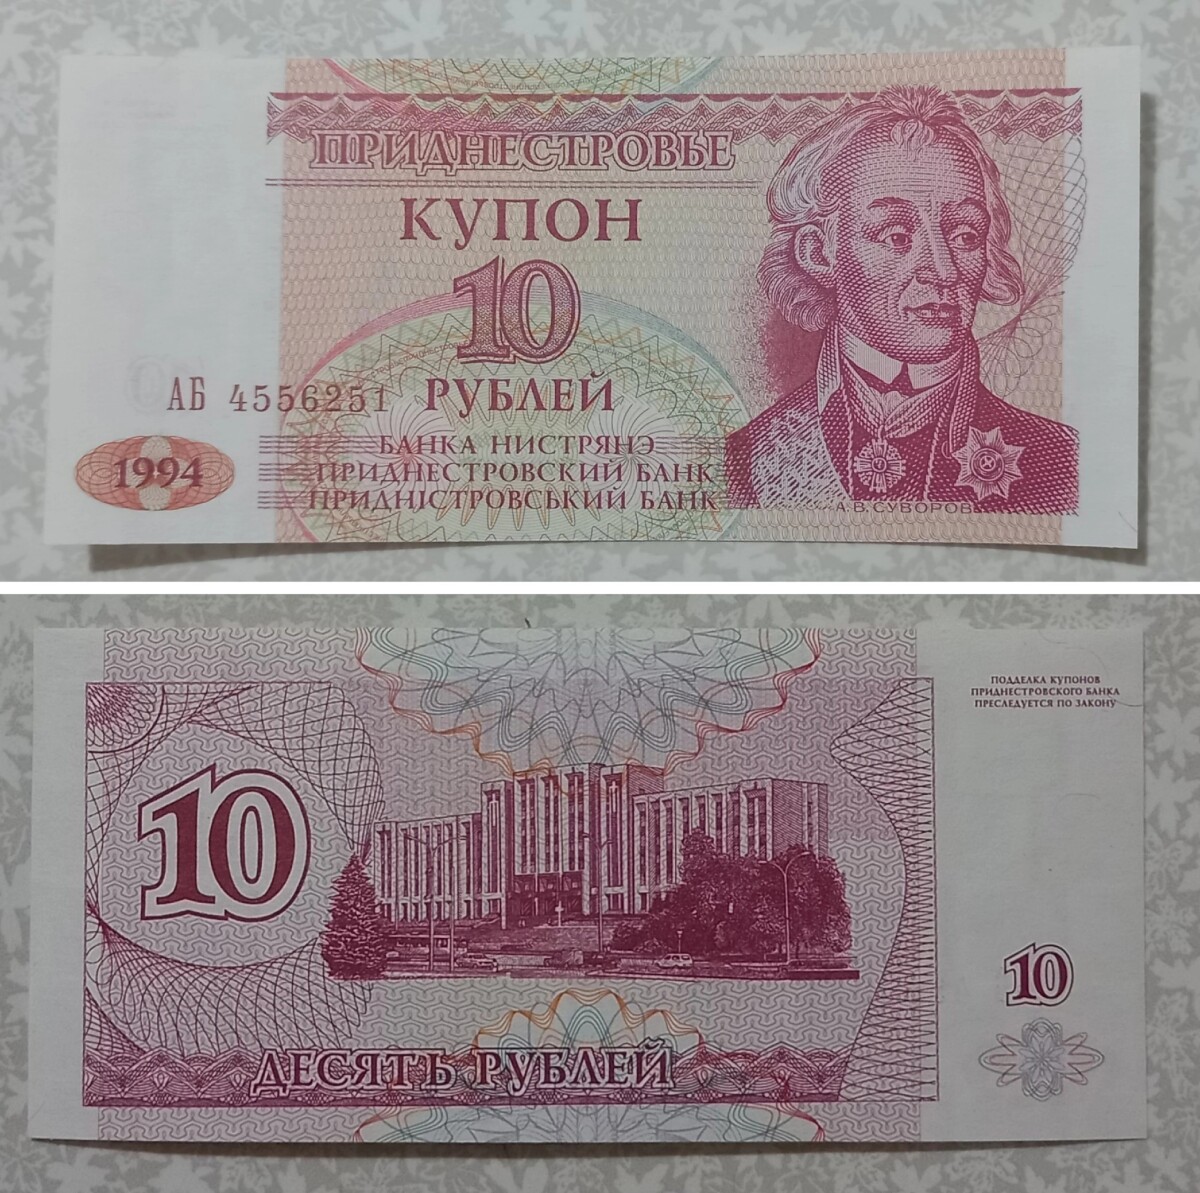 ПРИДНЕСТРОВЬЕ
КУПОН
10
РУБЛЕЙ
АБ 4556251
1994
БАНКА НИСТРЯНЭ
ПРИДНЕСТРОВСКИЙ БАНК
ПРИДНІСТРОВСЬКИЙ БАНК
А.В.СУВОРОВ
ПОДДЕЛКА КУПОНОВ
ПРИДНЕСТРОВСКОГО БАНКА
ПРЕСЛЕДУЕТСЯ ПО ЗАКОНУ
10
10
ДЕСЯТЬ РУБЛЕЙ